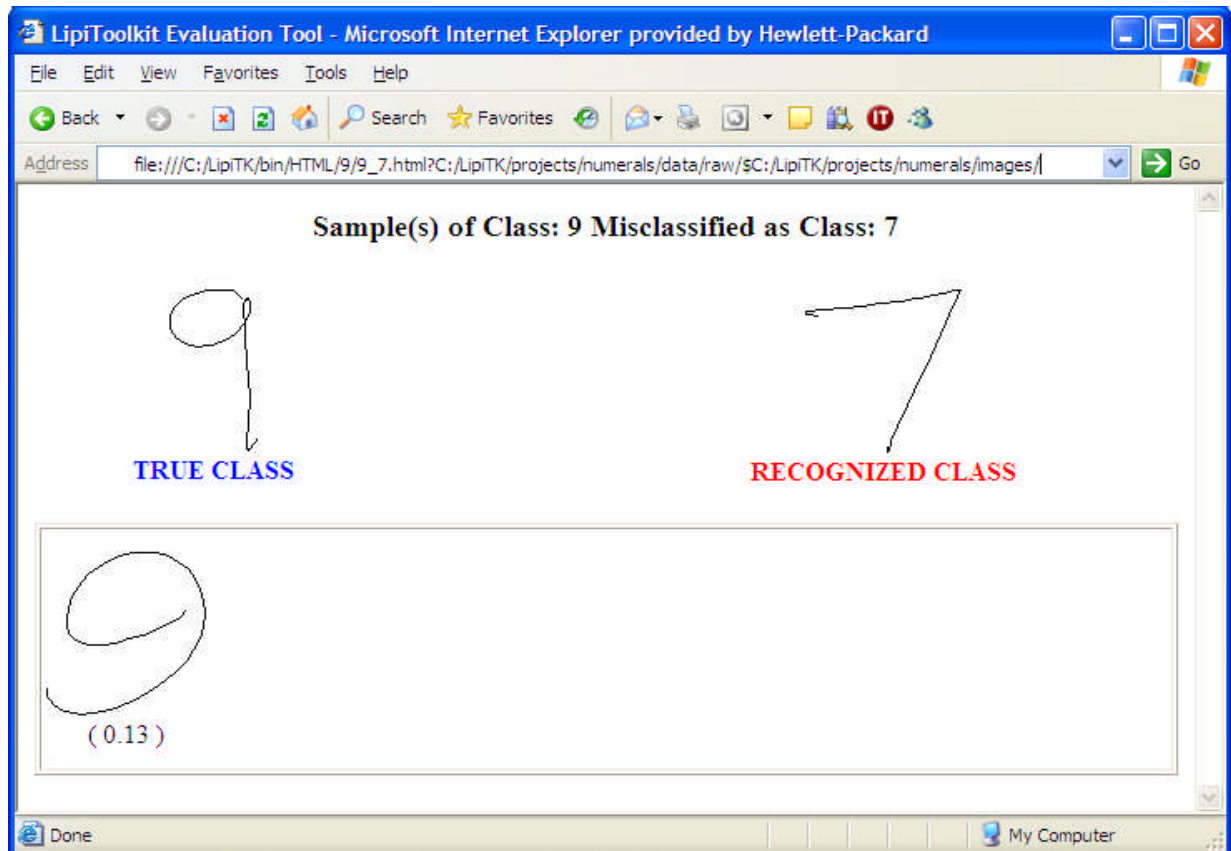 LipiToolkit Evaluation Tool - Microsoft Internet Explorer provided by Hewlett-Packard
File Edit View Favorites Tools Help
Back Search Favorites
Address file:///C:/LipiTK/bin/HTML/9/9_7.html?C:/LipiTK/projects/numerals/data/raw/$C:/LipiTK/projects/numerals/images/ Go
Sample(s) of Class: 9 Misclassified as Class: 7
9 7
TRUE CLASS RECOGNIZED CLASS
9
( 0.13 )
Done My Computer